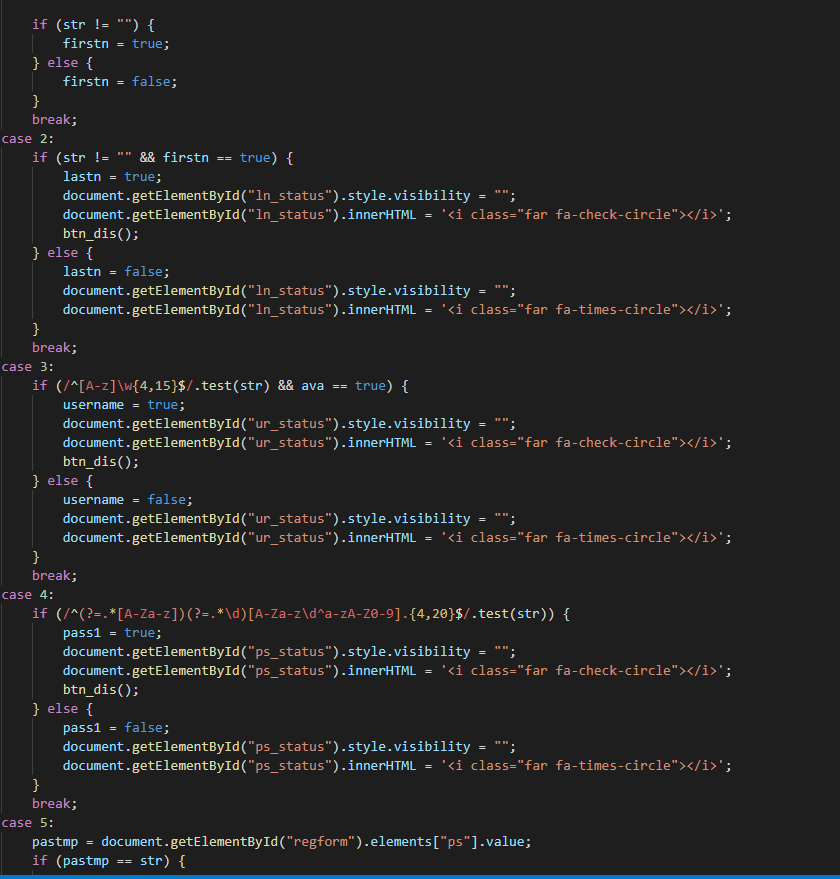 if (str != "") {
firstn = true;
} else {
firstn = false;
}
break;
case 2:
if (str != "" && firstn == true) {
lastn = true;
document.getElementById("ln_status").style.visibility = "";
document.getElementById("ln_status").innerHTML = '<i class="far fa-check-circle"></i>';
btn_dis();
} else {
lastn = false;
document.getElementById("ln_status").style.visibility = "";
document.getElementById("ln_status").innerHTML = '<i class="far fa-times-circle"></i>';
}
break;
case 3:
if (/^[A-z]\w{4,15}$/.test(str) && ava == true) {
username = true;
document.getElementById("ur_status").style.visibility = "";
document.getElementById("ur_status").innerHTML = '<i class="far fa-check-circle"></i>';
btn_dis();
} else {
username = false;
document.getElementById("ur_status").style.visibility = "";
document.getElementById("ur_status").innerHTML = '<i class="far fa-times-circle"></i>';
}
break;
case 4:
if (/^(?=.*[A-Za-z])(?=.*\d)[A-Za-z\d^a-zA-Z0-9].{4,20}$/.test(str)) {
pass1 = true;
document.getElementById("ps_status").style.visibility = "";
document.getElementById("ps_status").innerHTML = '<i class="far fa-check-circle"></i>';
btn_dis();
} else {
pass1 = false;
document.getElementById("ps_status").style.visibility = "";
document.getElementById("ps_status").innerHTML = '<i class="far fa-times-circle"></i>';
}
break;
case 5:
pastmp = document.getElementById("regform").elements["ps"].value;
if (pastmp == str) {